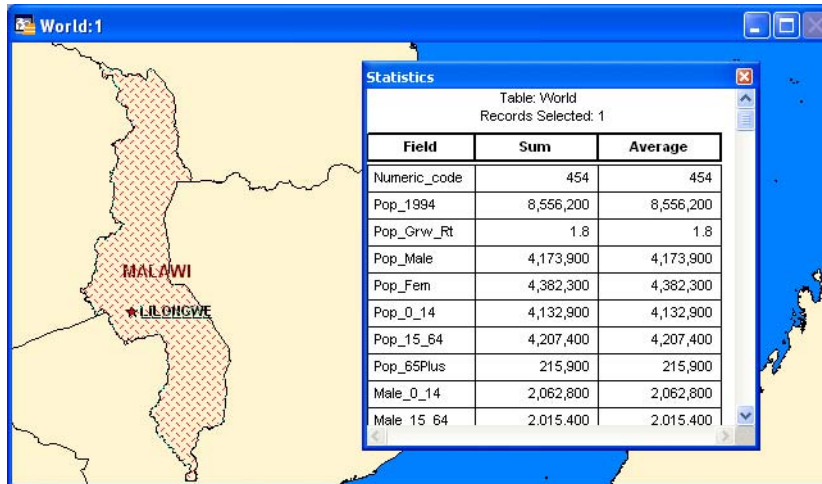 World:1
MALAWI
LILONGWE
Statistics
Table: World
Records Selected: 1
Field Sum Average
Numeric_code 454 454
Pop_1994 8,556,200 8,556,200
Pop_Grw_Rt 1.8 1.8
Pop_Male 4,173,900 4,173,900
Pop_Fem 4,382,300 4,382,300
Pop_0_14 4,132,900 4,132,900
Pop_15_64 4,207,400 4,207,400
Pop_65Plus 215,900 215,900
Male_0_14 2,062,800 2,062,800
Male_15_64 2,015,400 2,015,400